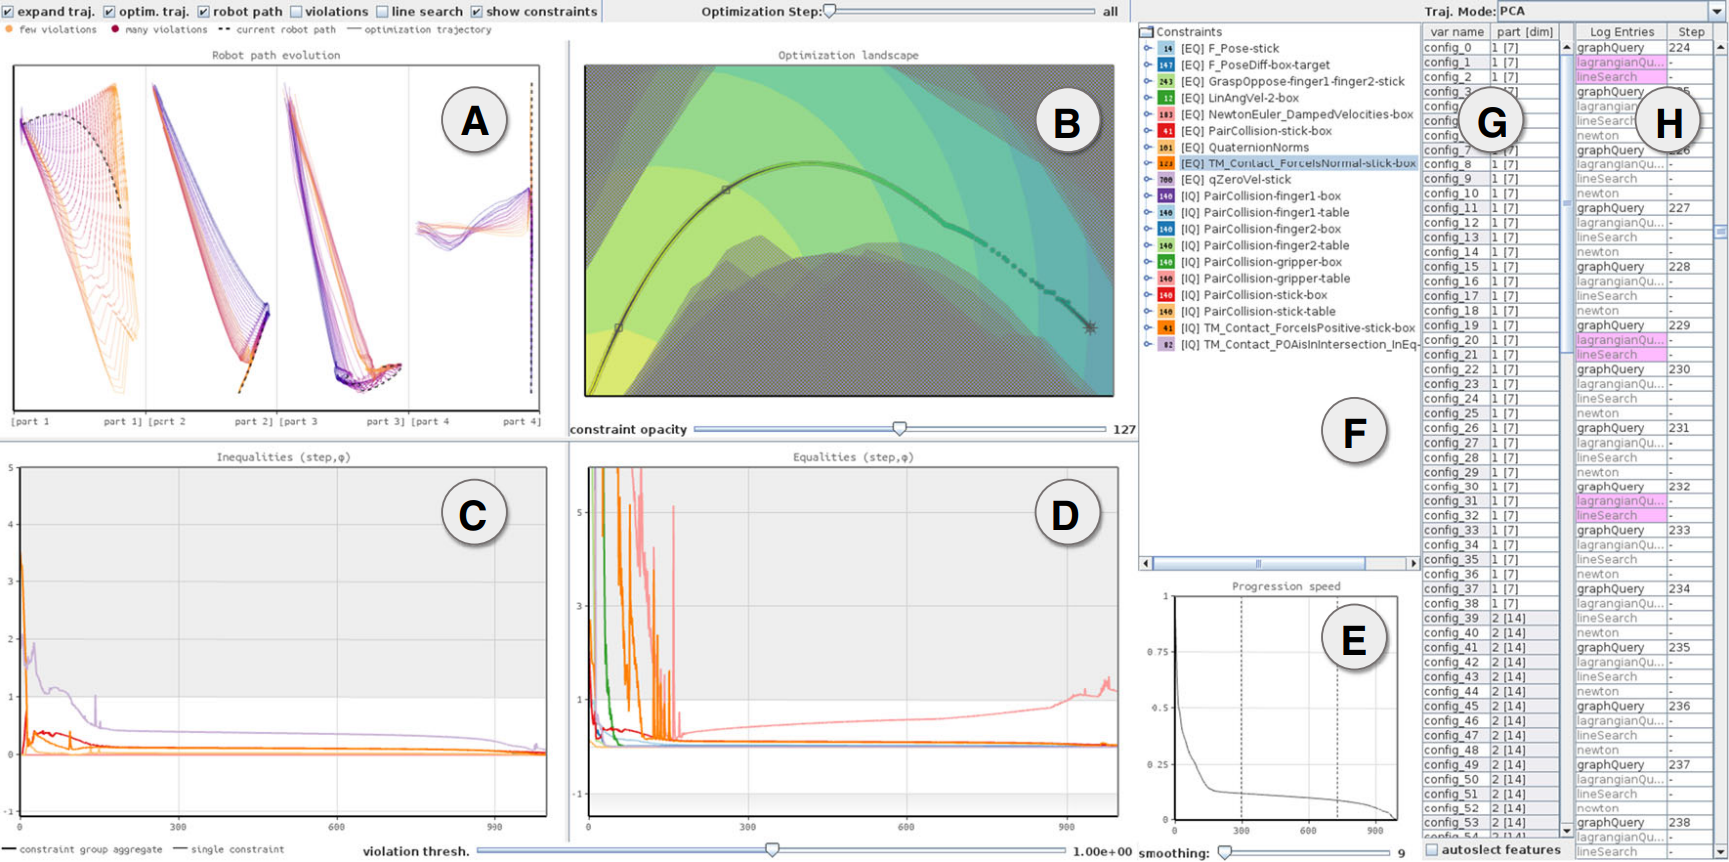 expand traj. optim. traj. robot path violations line search show constraints
Optimization Step: all
Traj. Mode: PCA
few violations many violations current robot path optimization trajectory
Robot path evolution
A
[part 1 part 1] [part 2 part 2] [part 3 part 3] [part 4 part 4]
Optimization landscape
B
constraint opacity 127
Inequalities (step,φ)
C
5
4
3
2
1
0
-1
0 300 600 900
constraint group aggregate single constraint
Equalities (step,φ)
D
5
3
1
-1
0 300 600 900
violation thresh. 1.00e+00
Constraints
14 [EQ] F_Pose-stick
147 [EQ] F_PoseDiff-box-target
243 [EQ] GraspOppose-finger1-finger2-stick
12 [EQ] LinAngVel-2-box
183 [EQ] NewtonEuler_DampedVelocities-box
41 [EQ] PairCollision-stick-box
101 [EQ] QuaternionNorms
123 [EQ] TM_Contact_ForceIsNormal-stick-box
700 [EQ] qZeroVel-stick
140 [IQ] PairCollision-finger1-box
140 [IQ] PairCollision-finger1-table
140 [IQ] PairCollision-finger2-box
140 [IQ] PairCollision-finger2-table
140 [IQ] PairCollision-gripper-box
140 [IQ] PairCollision-gripper-table
140 [IQ] PairCollision-stick-box
140 [IQ] PairCollision-stick-table
41 [IQ] TM_Contact_ForceIsPositive-stick-box
82 [IQ] TM_Contact_POAisInIntersection_InEq-
F
Progression speed
E
1
0.75
0.5
0.25
0
0 300 600 900
smoothing: 9
var name part [dim]
config_0 1 [7]
config_1 1 [7]
config_2 1 [7]
config_3
config_
config_
config_
config_7
config_8 1 [7]
config_9 1 [7]
config_10 1 [7]
config_11 1 [7]
config_12 1 [7]
config_13 1 [7]
config_14 1 [7]
config_15 1 [7]
config_16 1 [7]
config_17 1 [7]
config_18 1 [7]
config_19 1 [7]
config_20 1 [7]
config_21 1 [7]
config_22 1 [7]
config_23 1 [7]
config_24 1 [7]
config_25 1 [7]
config_26 1 [7]
config_27 1 [7]
config_28 1 [7]
config_29 1 [7]
config_30 1 [7]
config_31 1 [7]
config_32 1 [7]
config_33 1 [7]
config_34 1 [7]
config_35 1 [7]
config_36 1 [7]
config_37 1 [7]
config_38 1 [7]
config_39 2 [14]
config_40 2 [14]
config_41 2 [14]
config_42 2 [14]
config_43 2 [14]
config_44 2 [14]
config_45 2 [14]
config_46 2 [14]
config_47 2 [14]
config_48 2 [14]
config_49 2 [14]
config_50 2 [14]
config_51 2 [14]
config_52 2 [14]
config_53 2 [14]
config_54 2 [14]
G
autoslect features
Log Entries Step
graphQuery 224
lagrangianQu... -
lineSearch -
graphQuery
lagrangian
lineSearch -
newton
graphQuery
lagrangianQu... -
lineSearch -
newton -
graphQuery 227
lagrangianQu... -
lineSearch -
newton -
graphQuery 228
lagrangianQu... -
lineSearch -
newton -
graphQuery 229
lagrangianQu... -
lineSearch -
graphQuery 230
lagrangianQu... -
lineSearch -
newton -
graphQuery 231
lagrangianQu... -
lineSearch -
newton -
graphQuery 232
lagrangianQu... -
lineSearch -
graphQuery 233
lagrangianQu... -
lineSearch -
newton -
graphQuery 234
lagrangianQu... -
lineSearch -
newton -
graphQuery 235
lagrangianQu... -
lineSearch -
newton -
graphQuery 236
lagrangianQu... -
lineSearch -
newton -
graphQuery 237
lagrangianQu... -
lineSearch -
newton -
graphQuery 238
lagrangianQu... -
lineSearch -
H